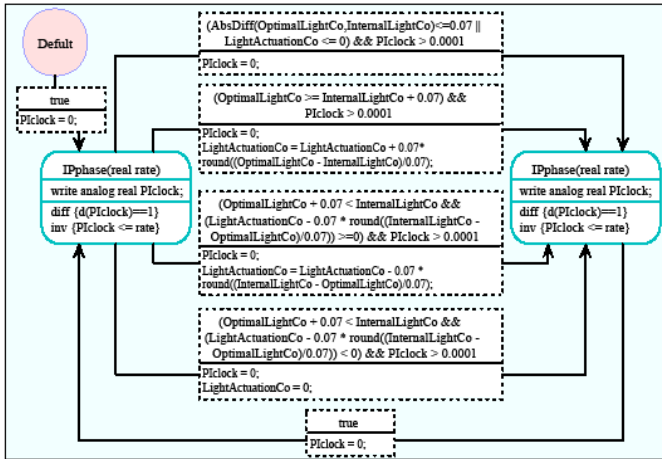 Defult
true
PIclock = 0;
(AbsDiff(OptimalLightCo,InternalLightCo)<=0.07 ||
LightActuationCo <= 0) && PIclock > 0.0001
PIclock = 0;
(OptimalLightCo >= InternalLightCo + 0.07) &&
PIclock > 0.0001
PIclock = 0;
LightActuationCo = LightActuationCo + 0.07*
round((OptimalLightCo - InternalLightCo)/0.07);
IPphase(real rate)
write analog real PIclock;
diff {d(PIclock)==1}
inv {PIclock <= rate}
(OptimalLightCo + 0.07 < InternalLightCo &&
(LightActuationCo - 0.07 * round((InternalLightCo -
OptimalLightCo)/0.07)) >=0) && PIclock > 0.0001
PIclock = 0;
LightActuationCo = LightActuationCo - 0.07 *
round((InternalLightCo - OptimalLightCo)/0.07);
IPphase(real rate)
write analog real PIclock;
diff {d(PIclock)==1}
inv {PIclock <= rate}
(OptimalLightCo + 0.07 < InternalLightCo &&
(LightActuationCo - 0.07 * round((InternalLightCo -
OptimalLightCo)/0.07)) < 0) && PIclock > 0.0001
PIclock = 0;
LightActuationCo = 0;
true
PIclock = 0;